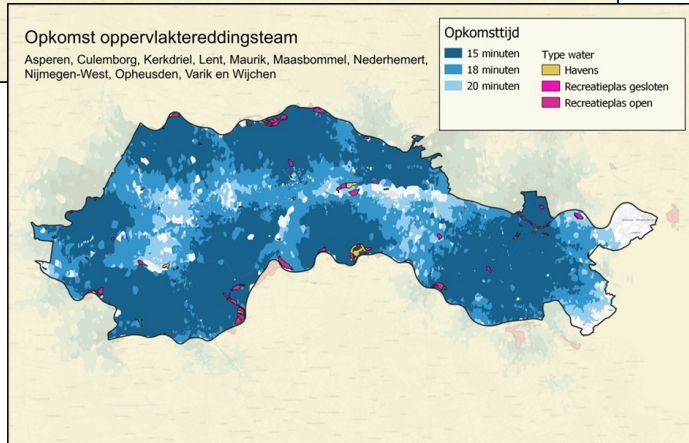 Opkomst oppervlaktereddingsteam
Asperen, Culemborg, Kerkdriel, Lent, Maurik, Maasbommel, Nederhemert,
Nijmegen-West, Opheusden, Varik en Wijchen
Opkomsttijd
15 minuten
18 minuten
20 minuten
Type water
Havens
Recreatieplas gesloten
Recreatieplas open